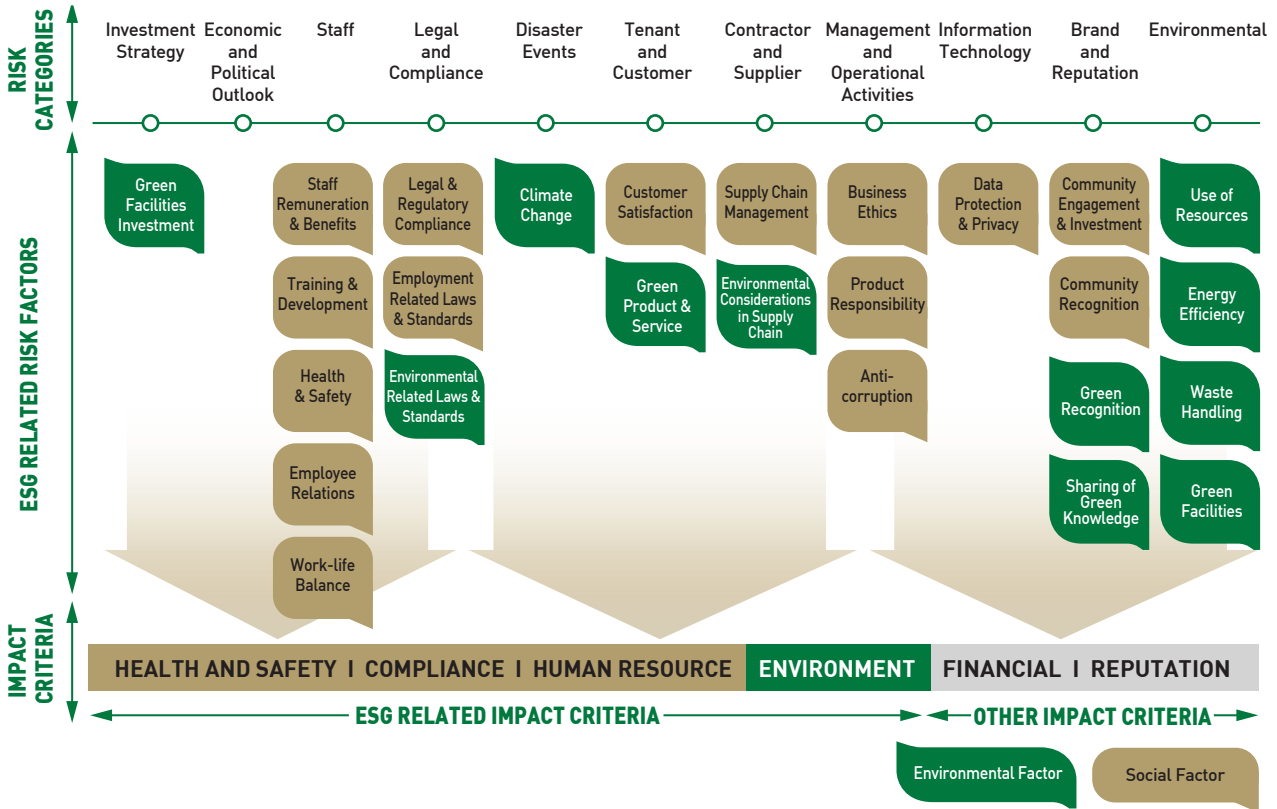 RISK
CATEGORIES
Investment
Strategy
Economic
and
Political
Outlook
Staff
Legal
and
Compliance
Disaster
Events
Tenant
and
Customer
Contractor
and
Supplier
Management
and
Operational
Activities
Information
Technology
Brand
and
Reputation
Environmental
ESG RELATED RISK FACTORS
Green
Facilities
Investment
Staff
Remuneration
& Benefits
Training &
Development
Health
& Safety
Employee
Relations
Work-life
Balance
Legal &
Regulatory
Compliance
Employment
Related Laws
& Standards
Environmental
Related Laws &
Standards
Climate
Change
Customer
Satisfaction
Green
Product &
Service
Supply Chain
Management
Environmental
Considerations
in Supply
Chain
Business
Ethics
Product
Responsibility
Anti-
corruption
Data
Protection
& Privacy
Community
Engagement
& Investment
Community
Recognition
Green
Recognition
Sharing of
Green
Knowledge
Use of
Resources
Energy
Efficiency
Waste
Handling
Green
Facilities
IMPACT
CRITERIA
HEALTH AND SAFETY I COMPLIANCE I HUMAN RESOURCE
ENVIRONMENT
FINANCIAL I REPUTATION
ESG RELATED IMPACT CRITERIA
OTHER IMPACT CRITERIA
Environmental Factor
Social Factor